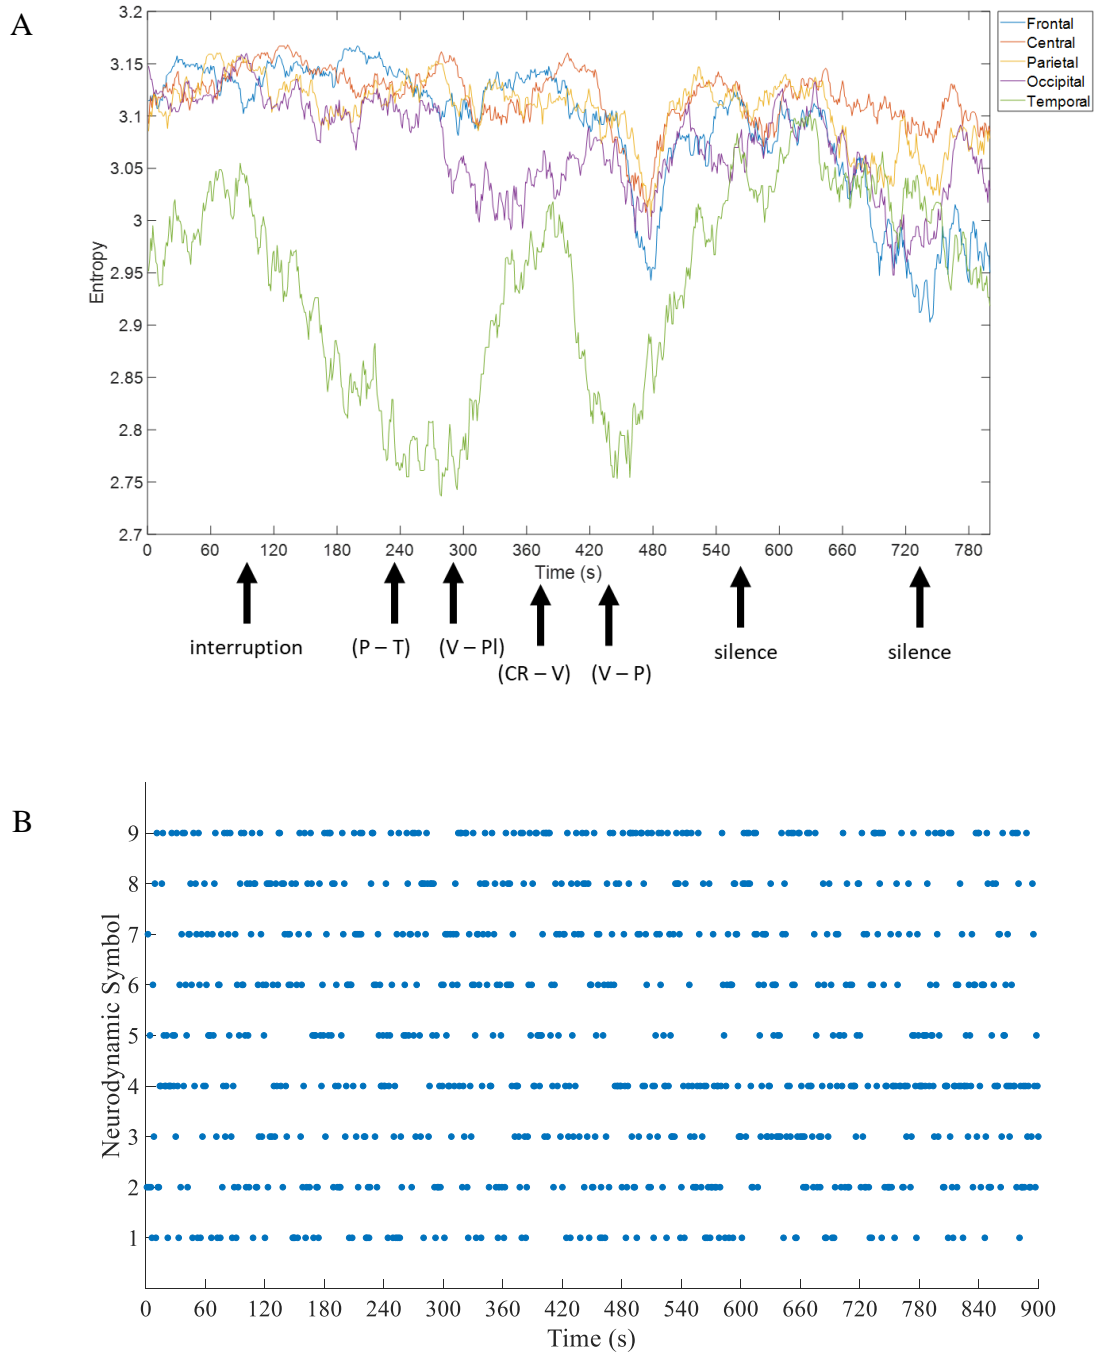 A
3.2
3.15
3.1
3.05
3
2.95
2.9
2.85
2.8
2.75
2.7
Entropy
Frontal
Central
Parietal
Occipital
Temporal
0 60 120 180 240 300 360 420 480 540 600 660 720 780
Time (s)
interruption
(P – T)
(V – Pl)
(CR – V)
(V – P)
silence
silence
B
9
8
7
6
5
4
3
2
1
Neurodynamic Symbol
0 60 120 180 240 300 360 420 480 540 600 660 720 780 840 900
Time (s)